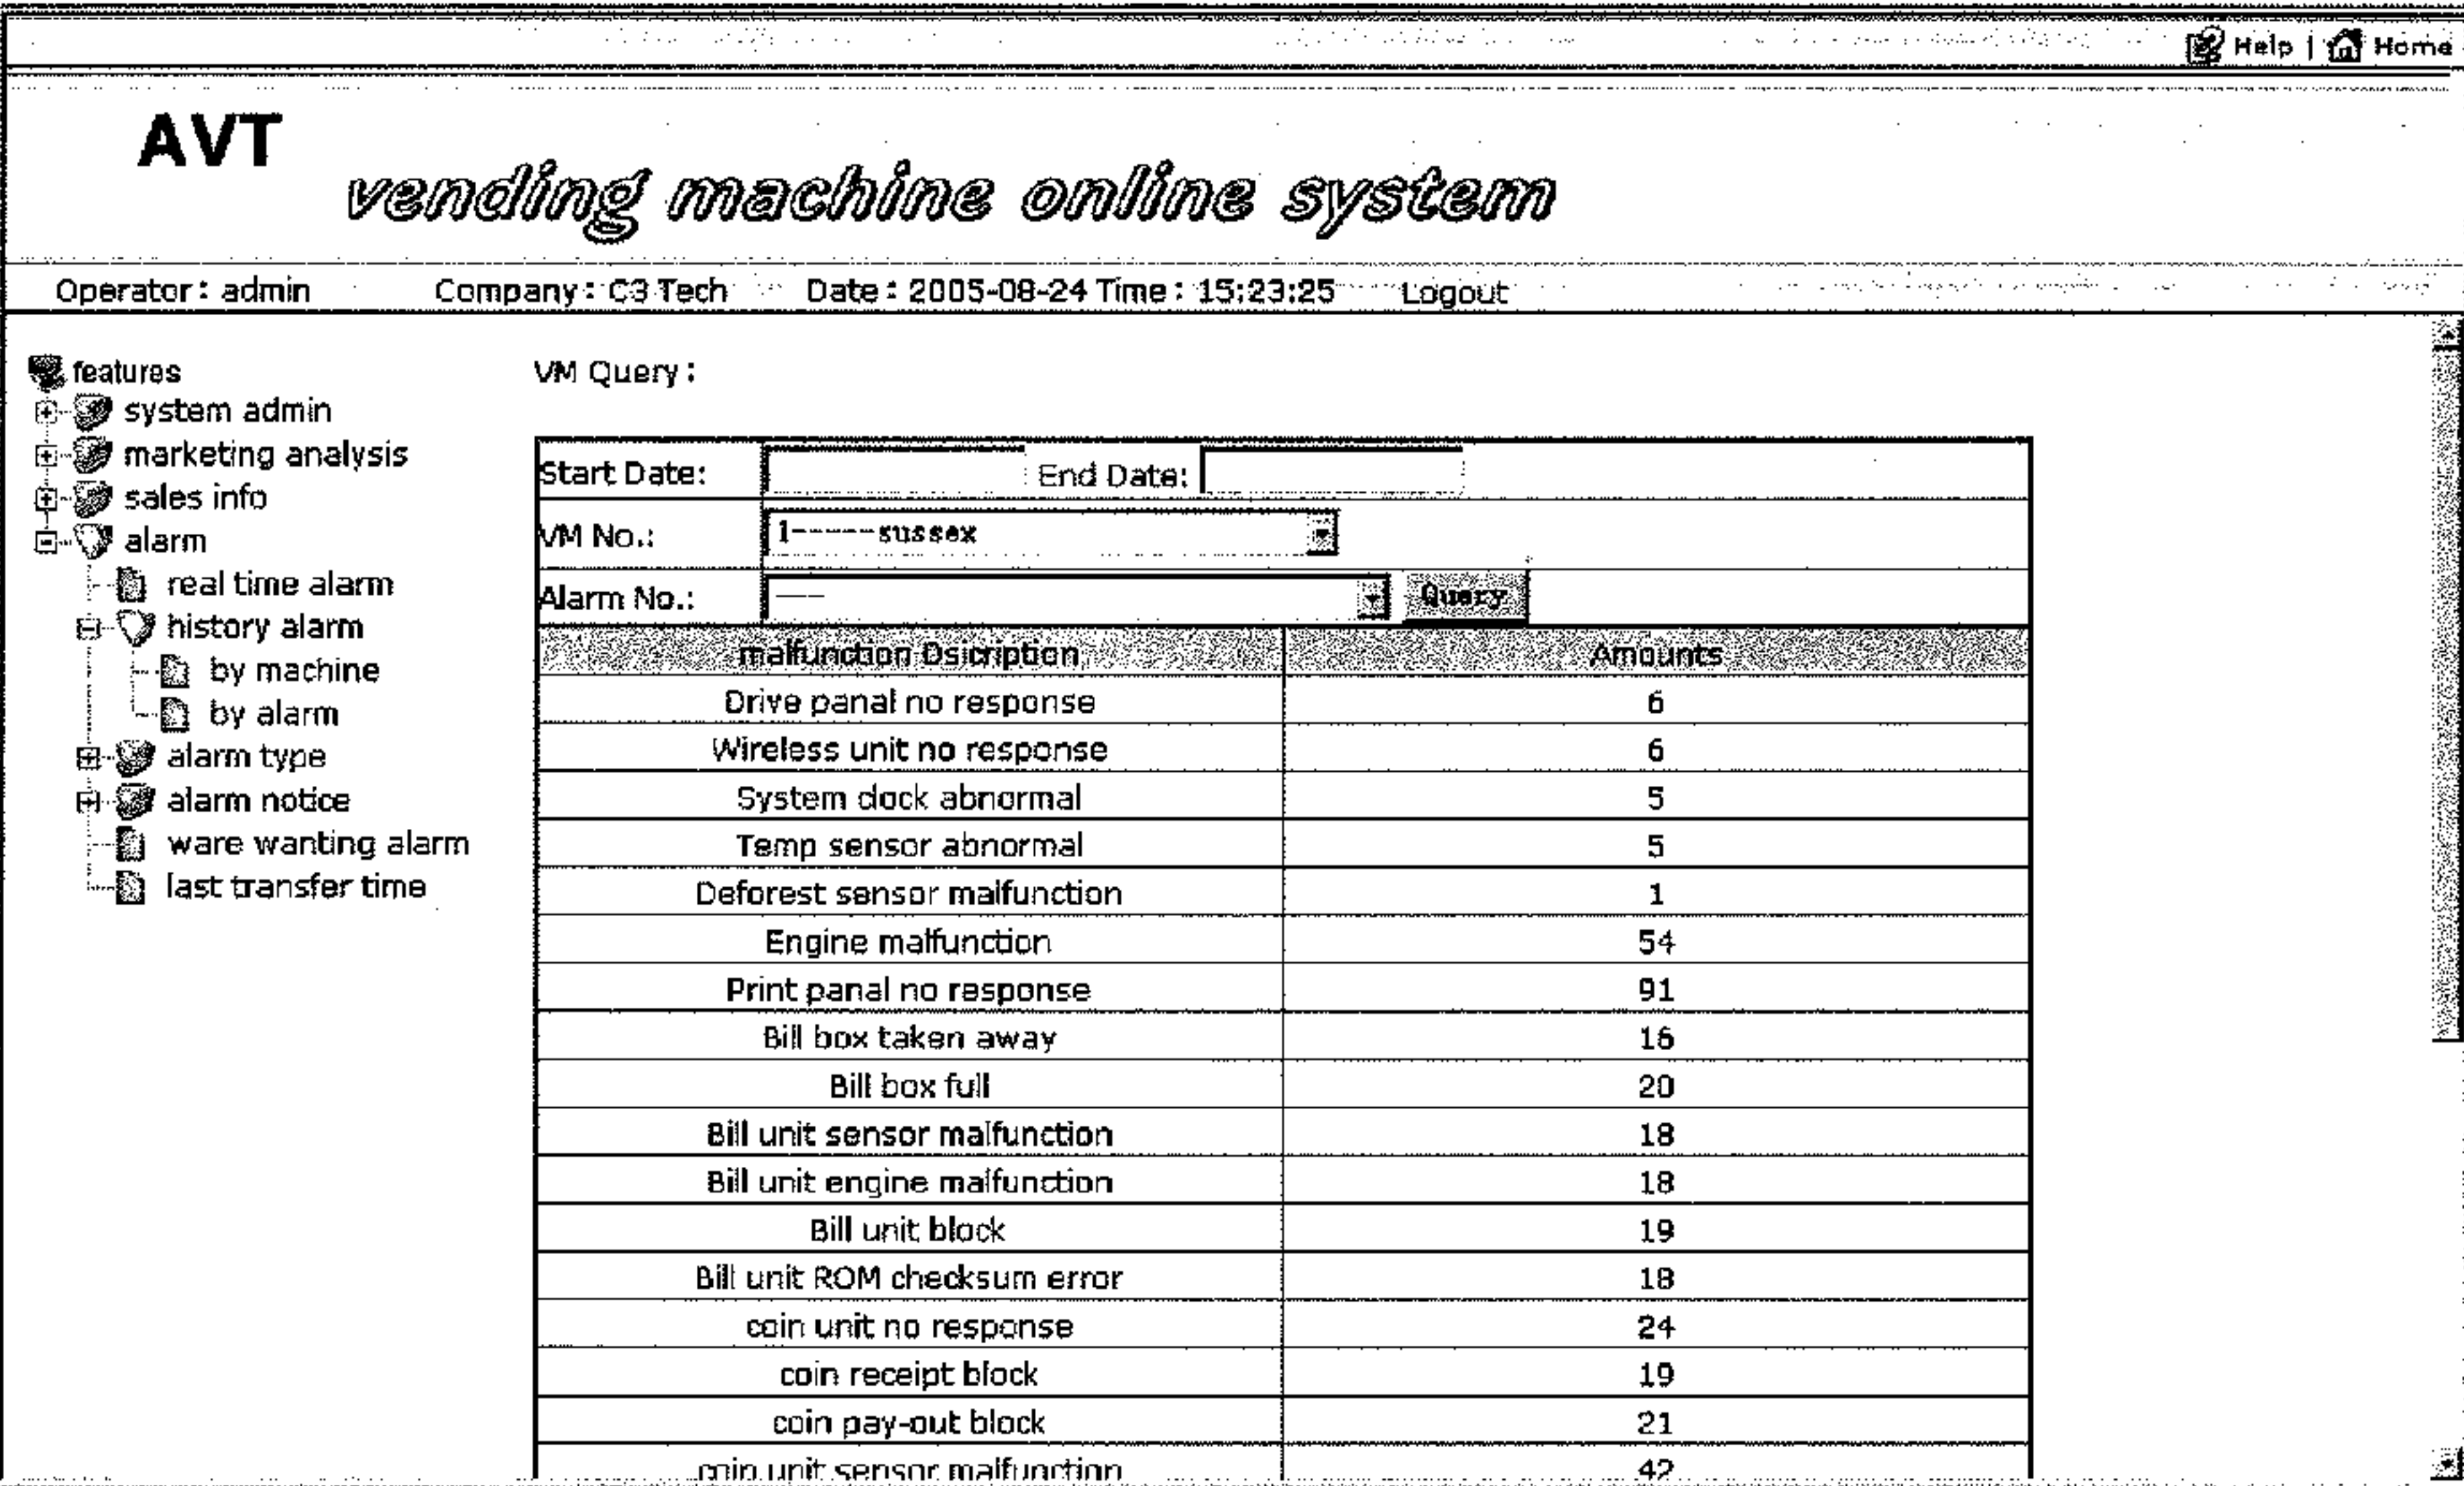 Help | Home
AVT
vending machine online system
Operator: admin Company: C3 Tech Date: 2005-08-24 Time: 15:23:25 Logout
features
system admin
marketing analysis
sales info
alarm
real time alarm
history alarm
by machine
by alarm
alarm type
alarm notice
ware wanting alarm
last transfer time
VM Query:
Start Date: End Date:
VM No.: 1-----sussex
Alarm No.: --- Query
malfunction Dsicription Amounts
Drive panal no response 6
Wireless unit no response 6
System clock abnormal 5
Temp sensor abnormal 5
Deforest sensor malfunction 1
Engine malfunction 54
Print panal no response 91
Bill box taken away 16
Bill box full 20
Bill unit sensor malfunction 18
Bill unit engine malfunction 18
Bill unit block 19
Bill unit ROM checksum error 18
coin unit no response 24
coin receipt block 19
coin pay-out block 21
coin unit sensor malfunction 42